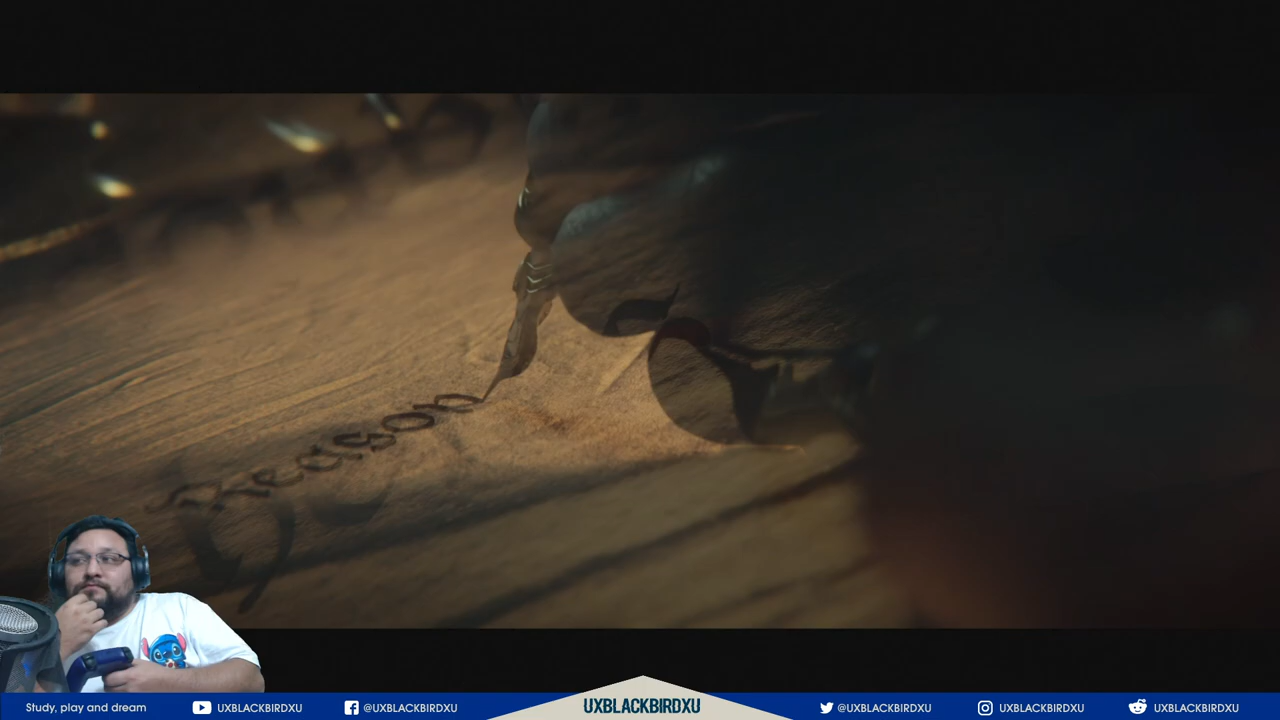 Reason
Study, play and dream
UXBLACKBIRDXU
@UXBLACKBIRDXU
UXBLACKBIRDXU
@UXBLACKBIRDXU
UXBLACKBIRDXU
UXBLACKBIRDXU